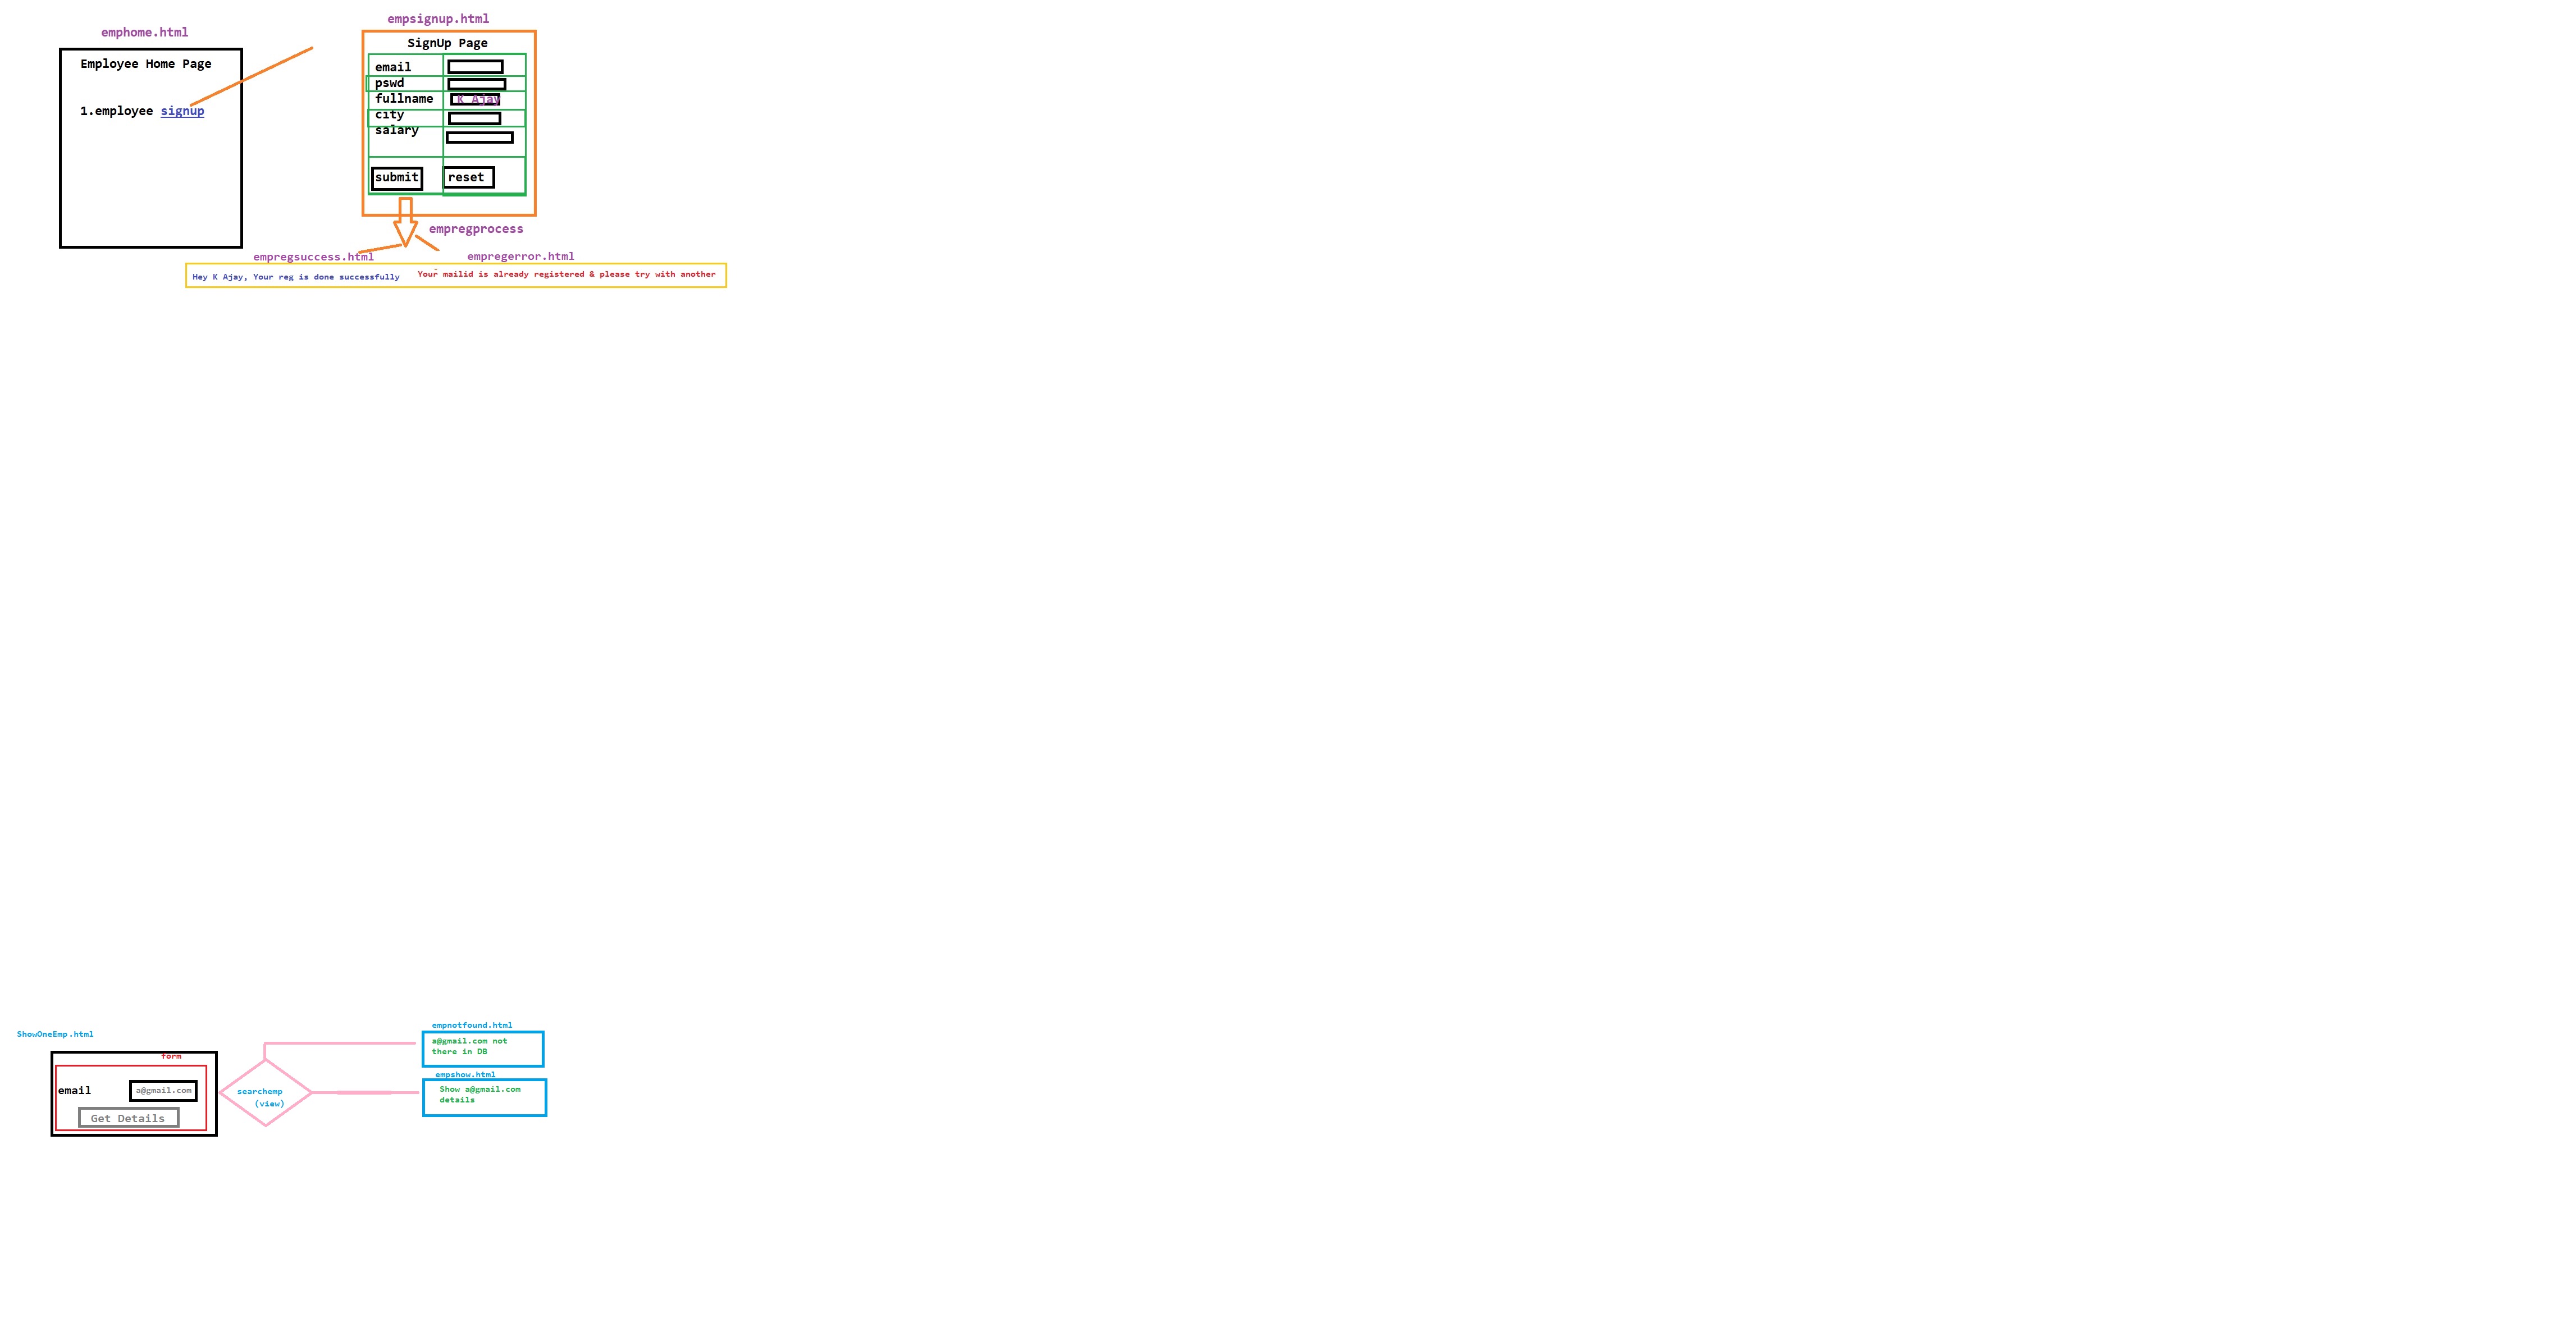 emphome.html
Employee Home Page
1.employee signup
empsignup.html
SignUp Page
email
pswd
fullname K Ajay
city
salary
submit reset
empregprocess
empregsuccess.html
Hey K Ajay, Your reg is done successfully
empregerror.html
Your mailid is already registered & please try with another
ShowOneEmp.html
form
email a@gmail.com
Get Details
searchemp
(view)
empnotfound.html
a@gmail.com not
there in DB
empshow.html
Show a@gmail.com
details